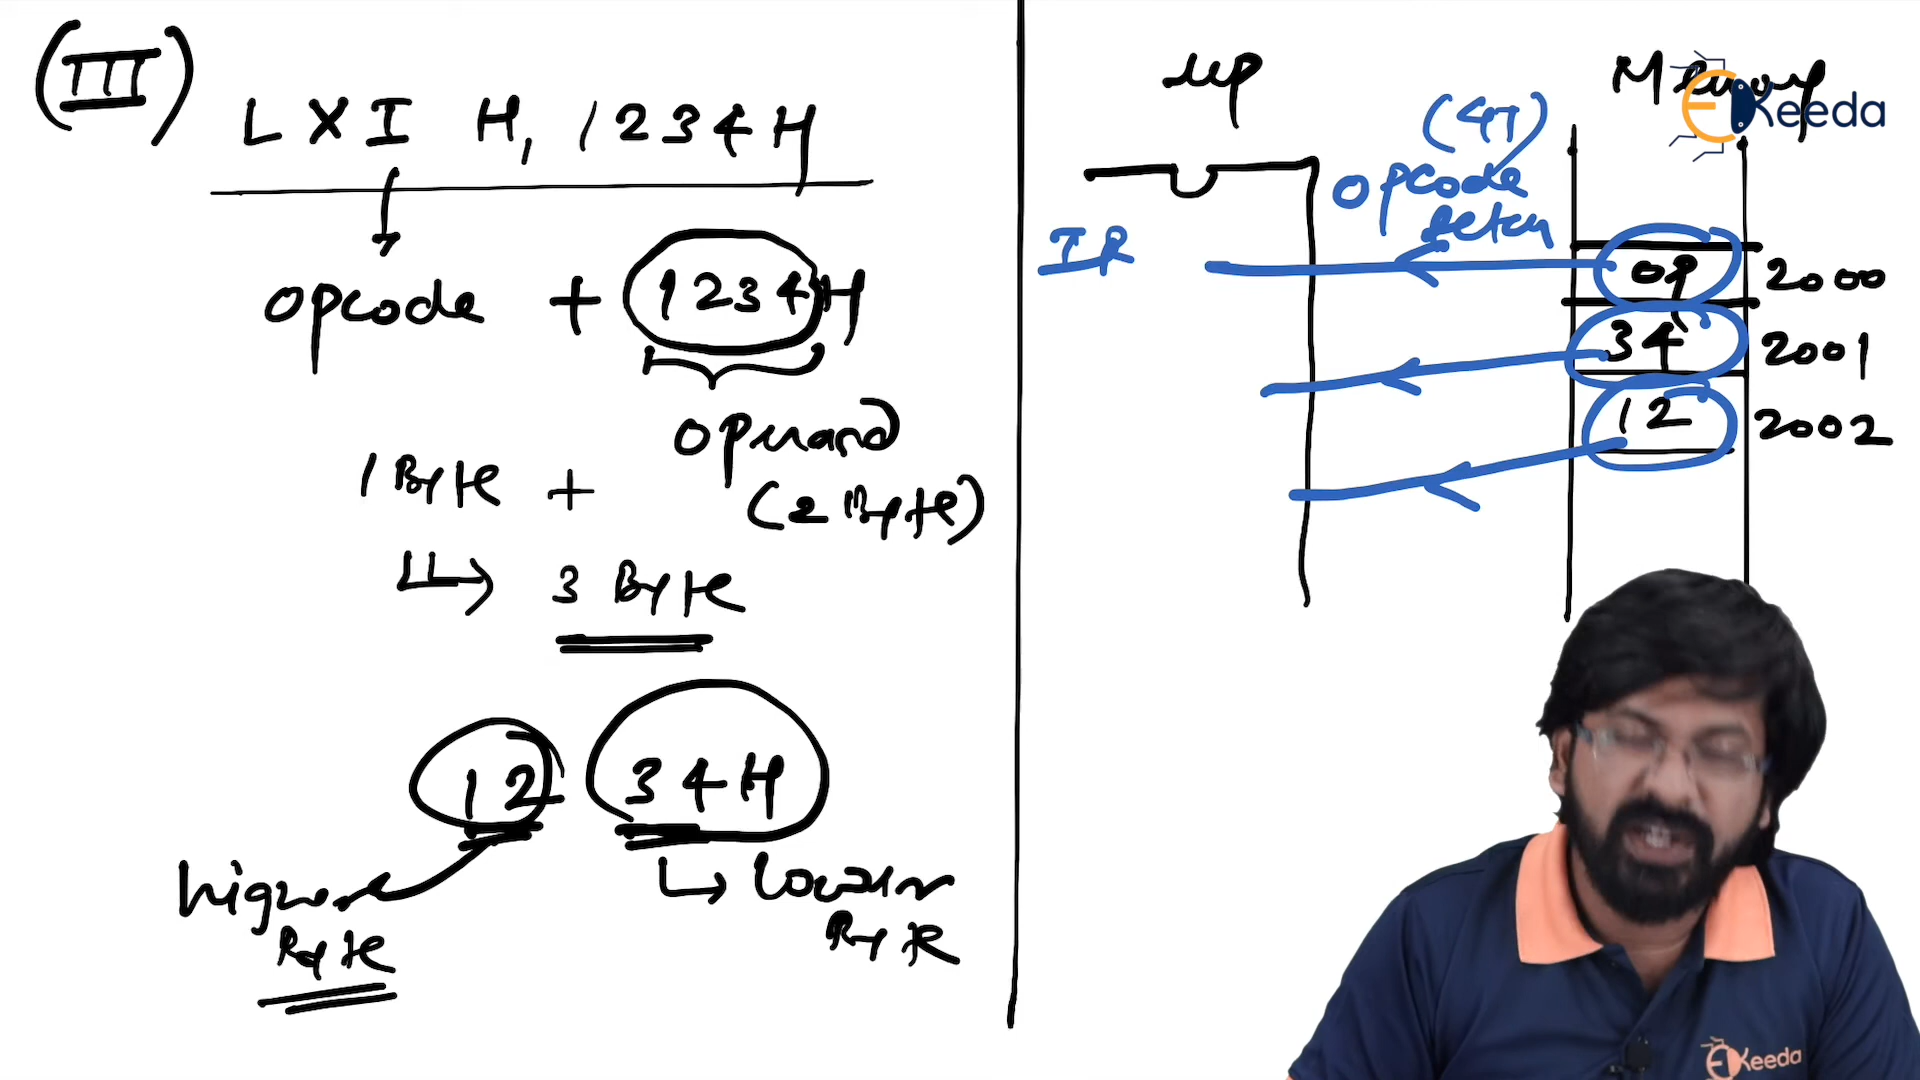 (III)
LXI H, 1234H
opcode + 1234H
operand
1 Byte + (2 Byte)
3 Byte
12 34H
higher
Byte
lower
Byte
μp
Memory
EKeeda
(4T)
opcode
fetch
IR
op 2000
34 2001
12 2002
EKeeda